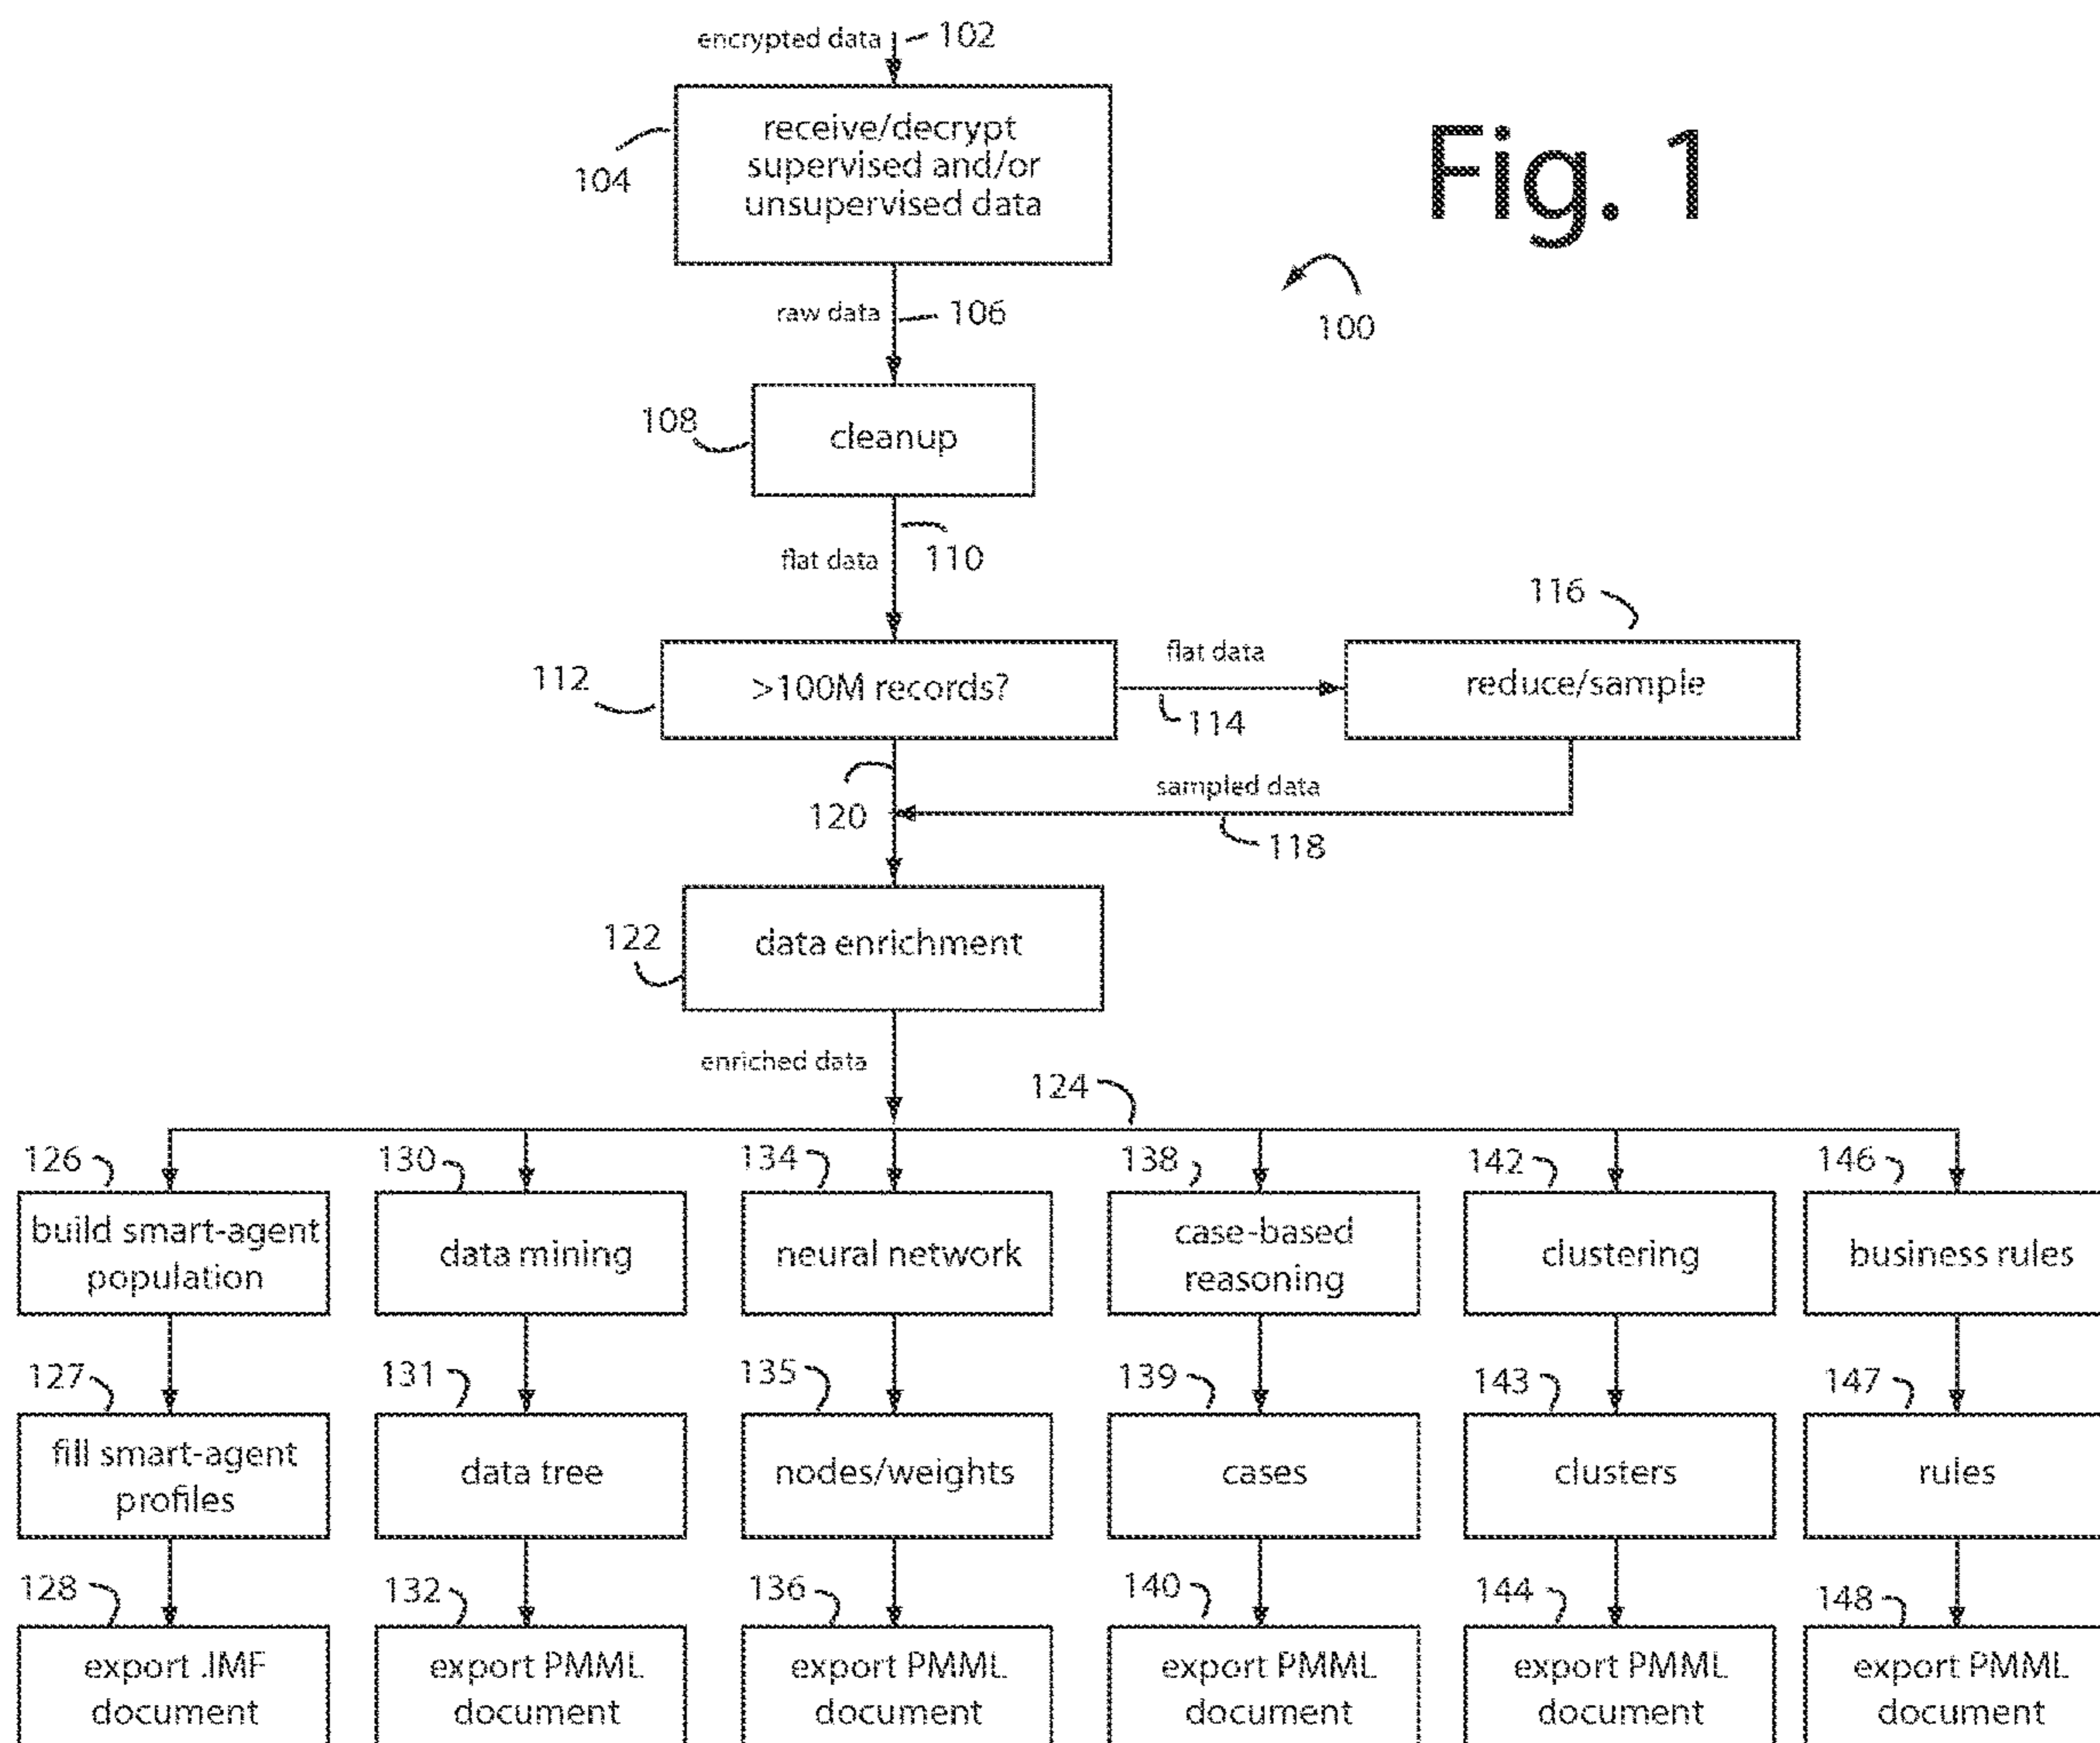 encrypted data
102
Fig. 1
receive/decrypt
supervised and/or
unsupervised data
104
raw data
106
100
108
cleanup
flat data
110
116
112
>100M records?
flat data
114
reduce/sample
120
sampled data
118
122
data enrichment
enriched data
124
126
130
134
138
142
146
build smart-agent
population
data mining
neural network
case-based
reasoning
clustering
business rules
127
131
135
139
143
147
fill smart-agent
profiles
data tree
nodes/weights
cases
clusters
rules
128
132
136
140
144
148
export .IMF
document
export PMML
document
export PMML
document
export PMML
document
export PMML
document
export PMML
document